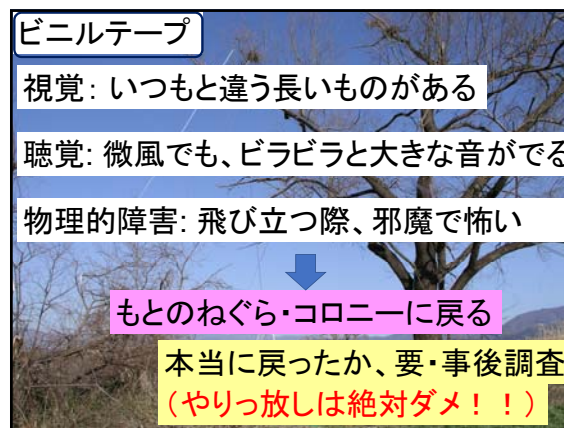 ビニルテープ
視覚: いつもと違う長いものがある
聴覚: 微風でも、ビラビラと大きな音がでる
物理的障害: 飛び立つ際、邪魔で怖い
もとのねぐら・コロニーに戻る
本当に戻ったか、要・事後調査
（やりっ放しは絶対ダメ！！）